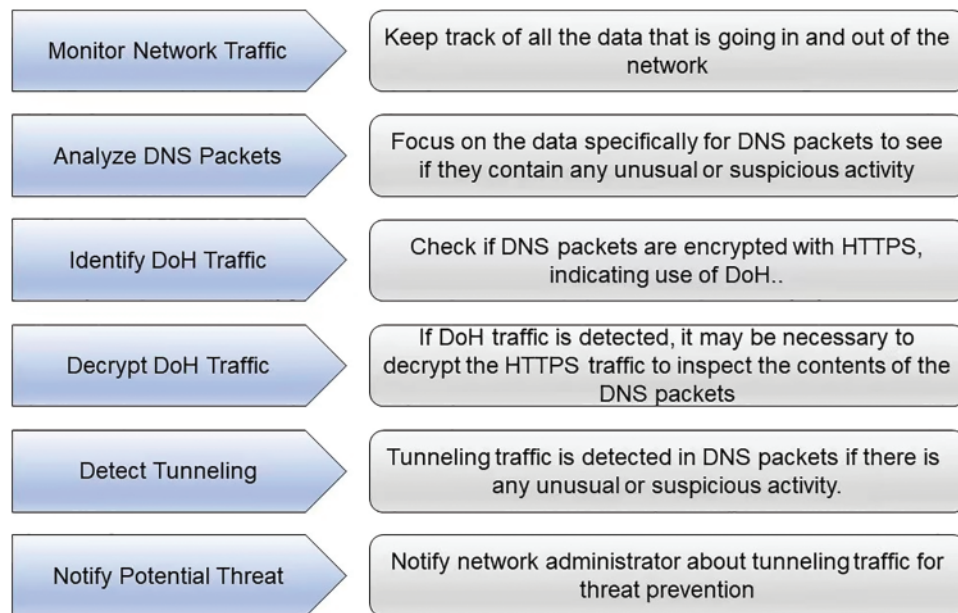 Monitor Network Traffic
Keep track of all the data that is going in and out of the
network
Analyze DNS Packets
Focus on the data specifically for DNS packets to see
if they contain any unusual or suspicious activity
Identify DoH Traffic
Check if DNS packets are encrypted with HTTPS,
indicating use of DoH..
Decrypt DoH Traffic
If DoH traffic is detected, it may be necessary to
decrypt the HTTPS traffic to inspect the contents of the
DNS packets
Detect Tunneling
Tunneling traffic is detected in DNS packets if there is
any unusual or suspicious activity.
Notify Potential Threat
Notify network administrator about tunneling traffic for
threat prevention